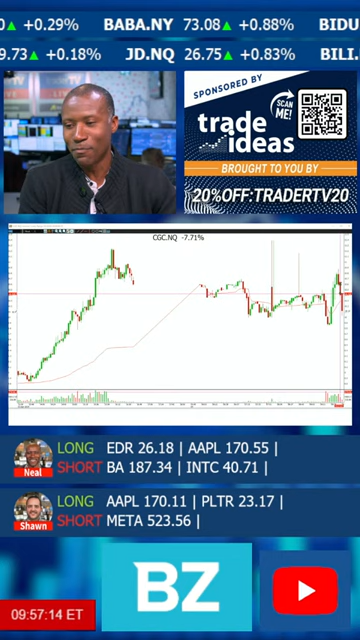 0▲ +0.29% BABA.NY 73.08▲ +0.88% BIDU
9.73▲ +0.18% JD.NQ 26.75▲ +0.83% BILI.
SPONSORED BY
SCAN ME!
trade ideas
BROUGHT TO YOU BY
20%OFF:TRADERTV20
CGC.NQ -7.71%
LONG EDR 26.18 | AAPL 170.55 |
SHORT BA 187.34 | INTC 40.71 |
Neal
LONG AAPL 170.11 | PLTR 23.17 |
SHORT META 523.56 |
Shawn
BZ
09:57:14 ET